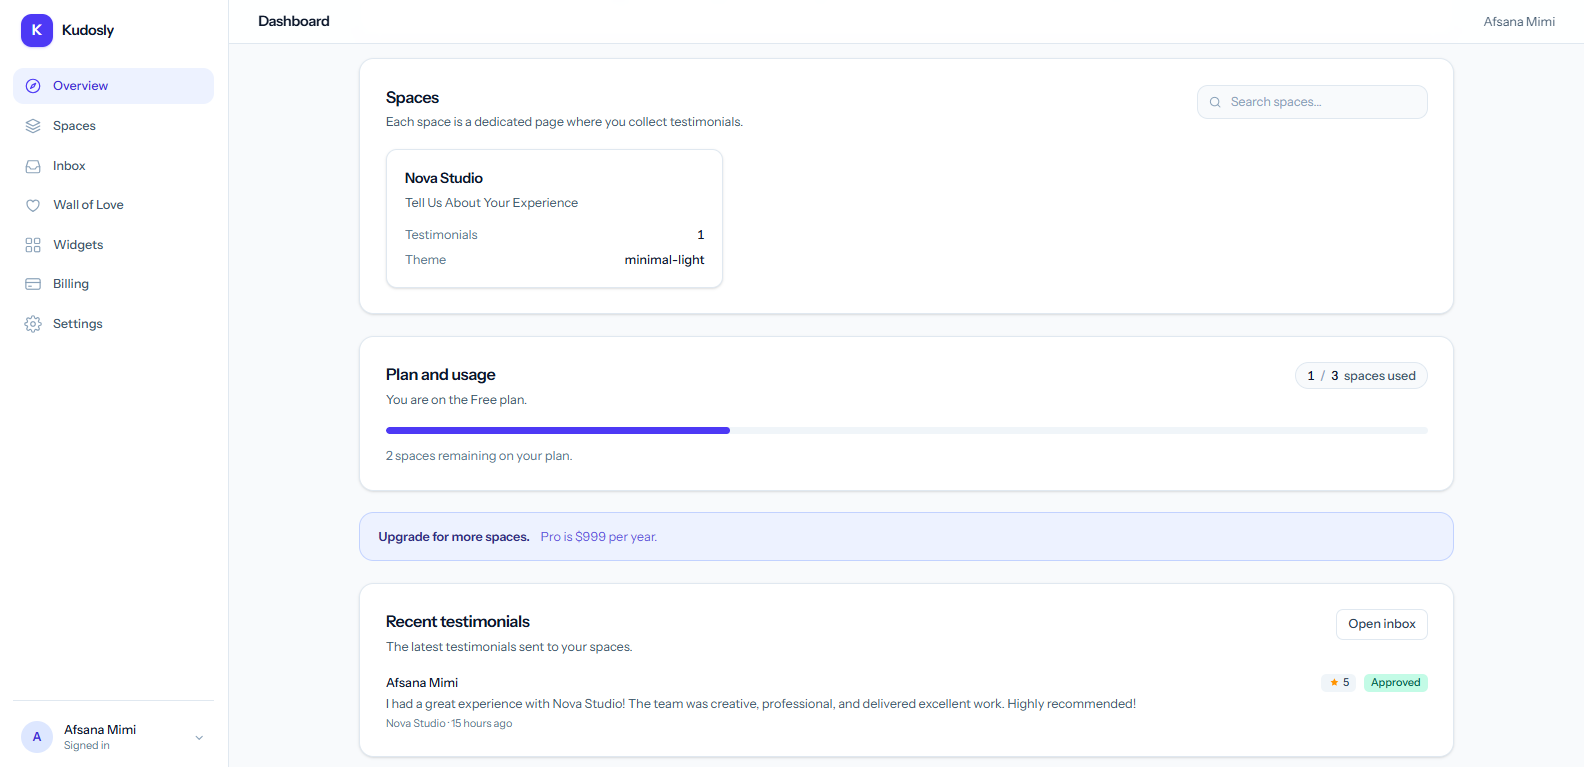 K Kudosly
Overview
Spaces
Inbox
Wall of Love
Widgets
Billing
Settings
A
Afsana Mimi
Signed in
Dashboard
Afsana Mimi
Spaces
Each space is a dedicated page where you collect testimonials.
Search spaces...
Nova Studio
Tell Us About Your Experience
Testimonials 1
Theme minimal-light
Plan and usage
You are on the Free plan.
1 / 3 spaces used
2 spaces remaining on your plan.
Upgrade for more spaces. Pro is $999 per year.
Recent testimonials
The latest testimonials sent to your spaces.
Open inbox
Afsana Mimi
★ 5 Approved
I had a great experience with Nova Studio! The team was creative, professional, and delivered excellent work. Highly recommended!
Nova Studio · 15 hours ago